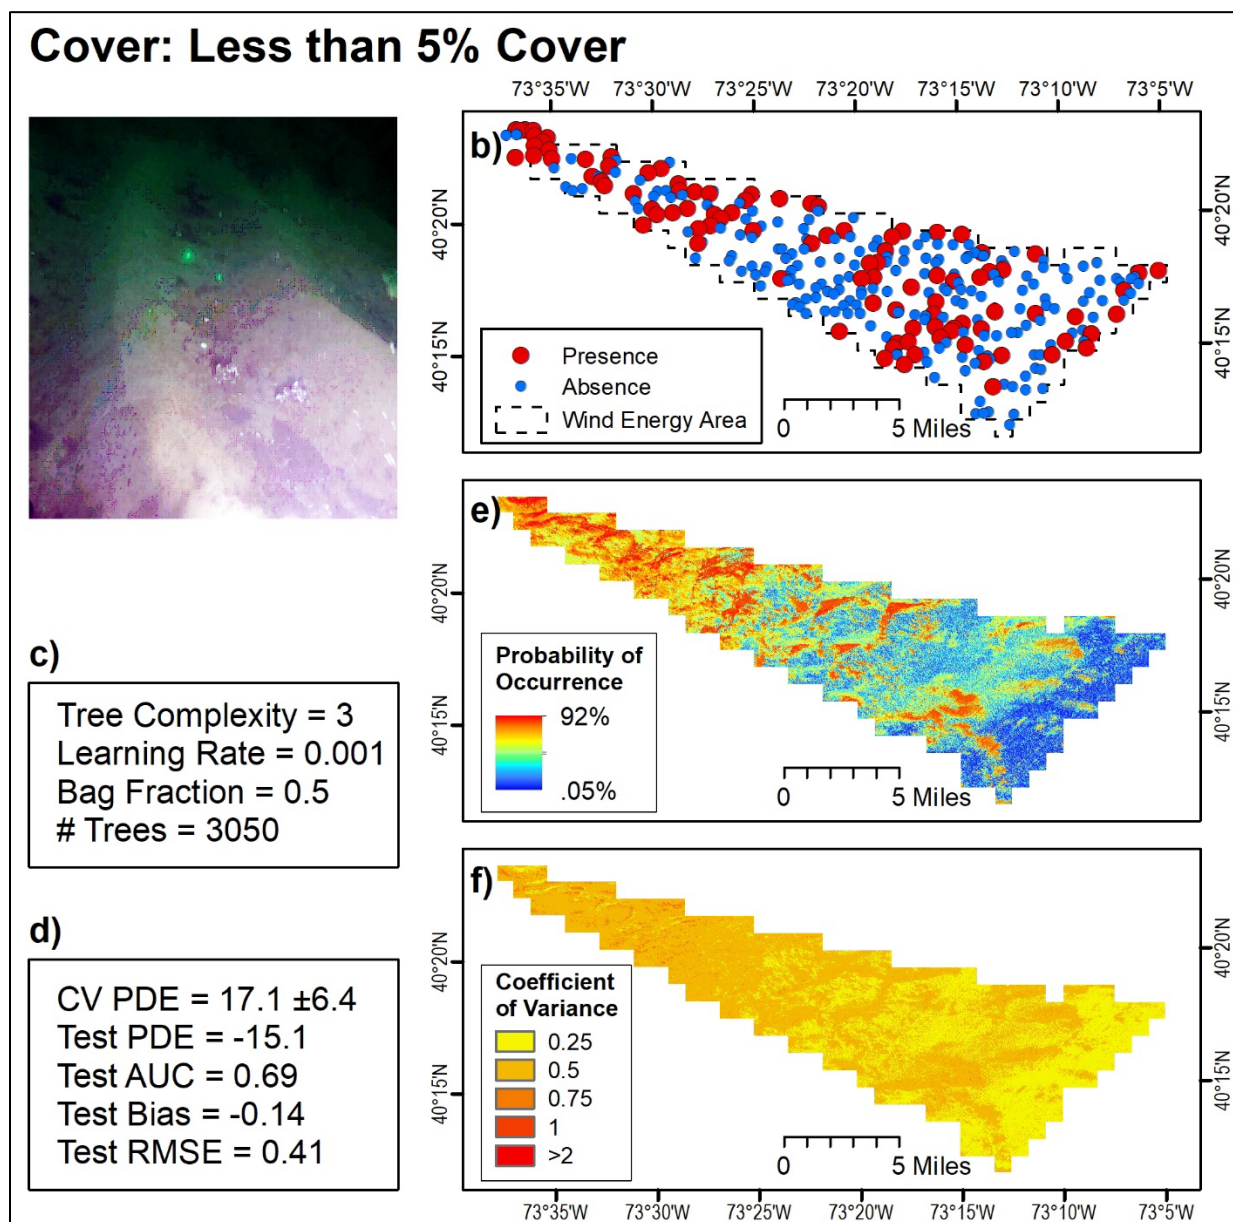 Cover: Less than 5% Cover
73°35'W 73°30'W 73°25'W 73°20'W 73°15'W 73°10'W 73°5'W
b)
40°20'N
40°20'N
40°15'N
40°15'N
Presence
Absence
Wind Energy Area
0 5 Miles
e)
40°20'N
40°20'N
40°15'N
40°15'N
Probability of
Occurrence
92%
.05%
0 5 Miles
c)
Tree Complexity = 3
Learning Rate = 0.001
Bag Fraction = 0.5
# Trees = 3050
f)
40°20'N
40°20'N
40°15'N
40°15'N
Coefficient
of Variance
0.25
0.5
0.75
1
>2
0 5 Miles
d)
CV PDE = 17.1 ±6.4
Test PDE = -15.1
Test AUC = 0.69
Test Bias = -0.14
Test RMSE = 0.41
73°35'W 73°30'W 73°25'W 73°20'W 73°15'W 73°10'W 73°5'W